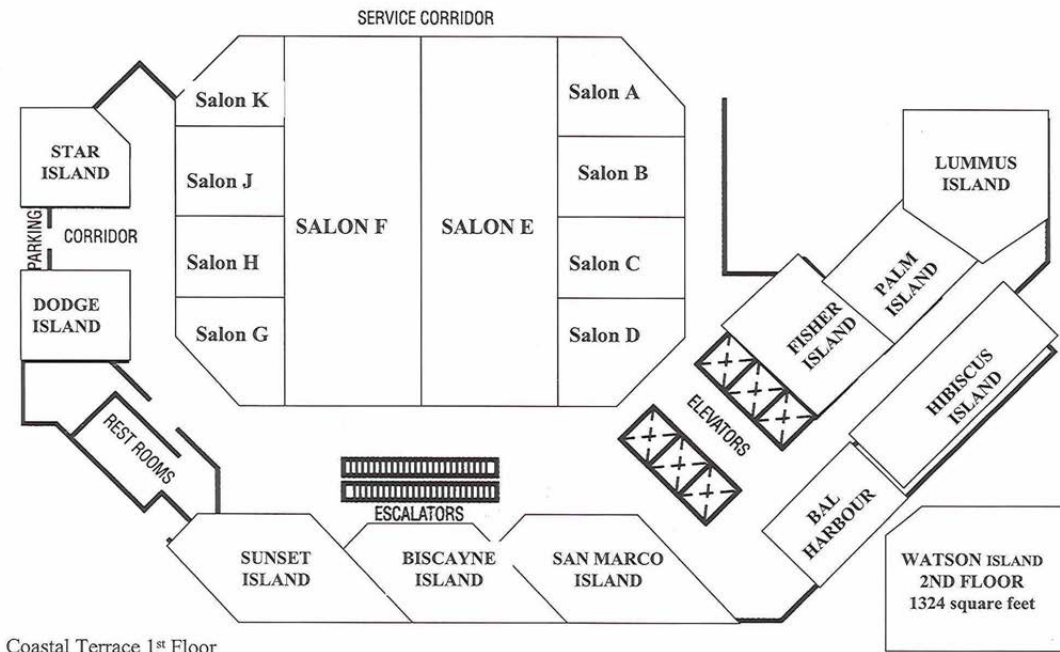 SERVICE CORRIDOR
Salon K
Salon A
STAR
ISLAND
LUMMUS
ISLAND
Salon J
Salon B
SALON F
SALON E
PARKING
CORRIDOR
Salon H
Salon C
PALM
ISLAND
DODGE
ISLAND
Salon G
Salon D
FISHER
ISLAND
HIBISCUS
ISLAND
ELEVATORS
REST ROOMS
ESCALATORS
BAL
HARBOUR
SUNSET
ISLAND
BISCAYNE
ISLAND
SAN MARCO
ISLAND
WATSON ISLAND
2ND FLOOR
1324 square feet
Coastal Terrace 1st Floor